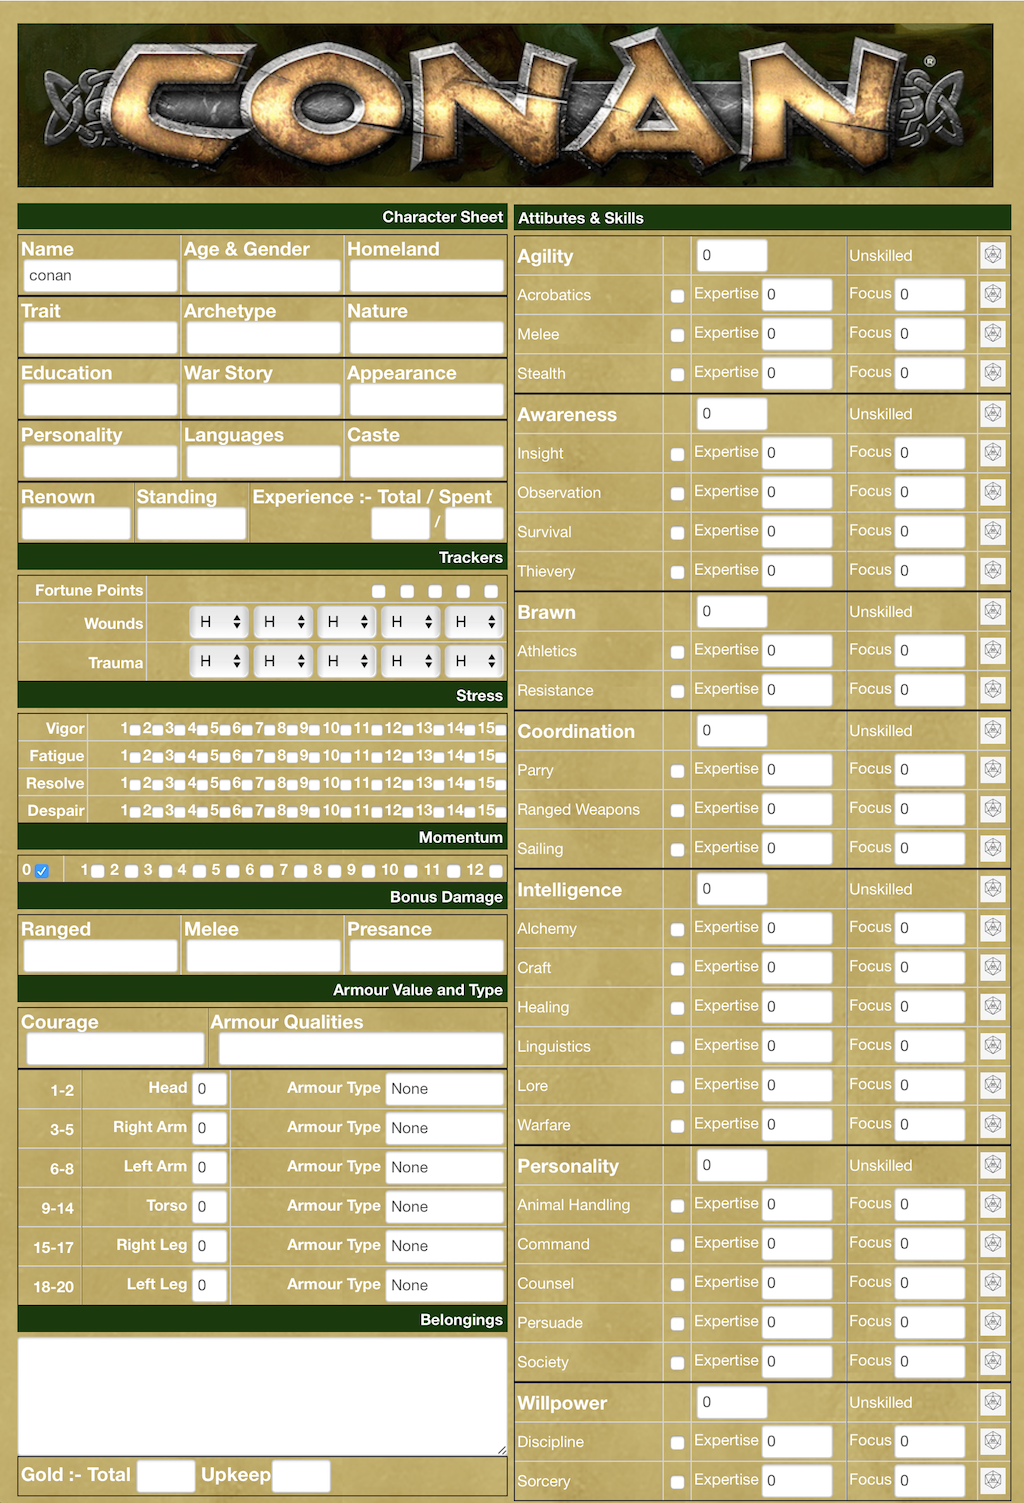 CONAN®
Character Sheet
Name Age & Gender Homeland
conan
Trait Archetype Nature
Education War Story Appearance
Personality Languages Caste
Renown Standing Experience :- Total / Spent
/
Trackers
Fortune Points
Wounds H H H H H
Trauma H H H H H
Stress
Vigor 1 2 3 4 5 6 7 8 9 10 11 12 13 14 15
Fatigue 1 2 3 4 5 6 7 8 9 10 11 12 13 14 15
Resolve 1 2 3 4 5 6 7 8 9 10 11 12 13 14 15
Despair 1 2 3 4 5 6 7 8 9 10 11 12 13 14 15
Momentum
0 1 2 3 4 5 6 7 8 9 10 11 12
Bonus Damage
Ranged Melee Presance
Armour Value and Type
Courage Armour Qualities
1-2 Head 0 Armour Type None
3-5 Right Arm 0 Armour Type None
6-8 Left Arm 0 Armour Type None
9-14 Torso 0 Armour Type None
15-17 Right Leg 0 Armour Type None
18-20 Left Leg 0 Armour Type None
Belongings
Gold :- Total Upkeep
Attibutes & Skills
Agility 0 Unskilled
Acrobatics Expertise 0 Focus 0
Melee Expertise 0 Focus 0
Stealth Expertise 0 Focus 0
Awareness 0 Unskilled
Insight Expertise 0 Focus 0
Observation Expertise 0 Focus 0
Survival Expertise 0 Focus 0
Thievery Expertise 0 Focus 0
Brawn 0 Unskilled
Athletics Expertise 0 Focus 0
Resistance Expertise 0 Focus 0
Coordination 0 Unskilled
Parry Expertise 0 Focus 0
Ranged Weapons Expertise 0 Focus 0
Sailing Expertise 0 Focus 0
Intelligence 0 Unskilled
Alchemy Expertise 0 Focus 0
Craft Expertise 0 Focus 0
Healing Expertise 0 Focus 0
Linguistics Expertise 0 Focus 0
Lore Expertise 0 Focus 0
Warfare Expertise 0 Focus 0
Personality 0 Unskilled
Animal Handling Expertise 0 Focus 0
Command Expertise 0 Focus 0
Counsel Expertise 0 Focus 0
Persuade Expertise 0 Focus 0
Society Expertise 0 Focus 0
Willpower 0 Unskilled
Discipline Expertise 0 Focus 0
Sorcery Expertise 0 Focus 0